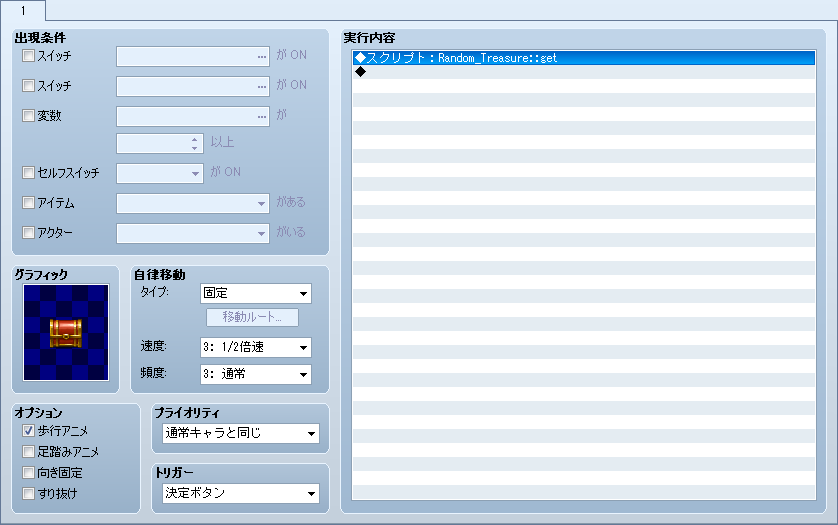 1
出現条件
スイッチ ... が ON
スイッチ ... が ON
変数 ... が
以上
セルフスイッチ が ON
アイテム がある
アクター がいる
グラフィック
自律移動
タイプ: 固定
移動ルート...
速度: 3: 1/2倍速
頻度: 3: 通常
オプション
歩行アニメ
足踏みアニメ
向き固定
すり抜け
プライオリティ
通常キャラと同じ
トリガー
決定ボタン
実行内容
◆スクリプト：Random_Treasure::get
◆